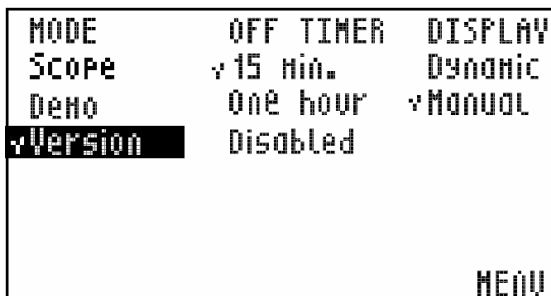 MODE OFF TIMER DISPLAY
Scope √15 min. Dynamic
Demo One hour √Manual
√Version Disabled
MENU